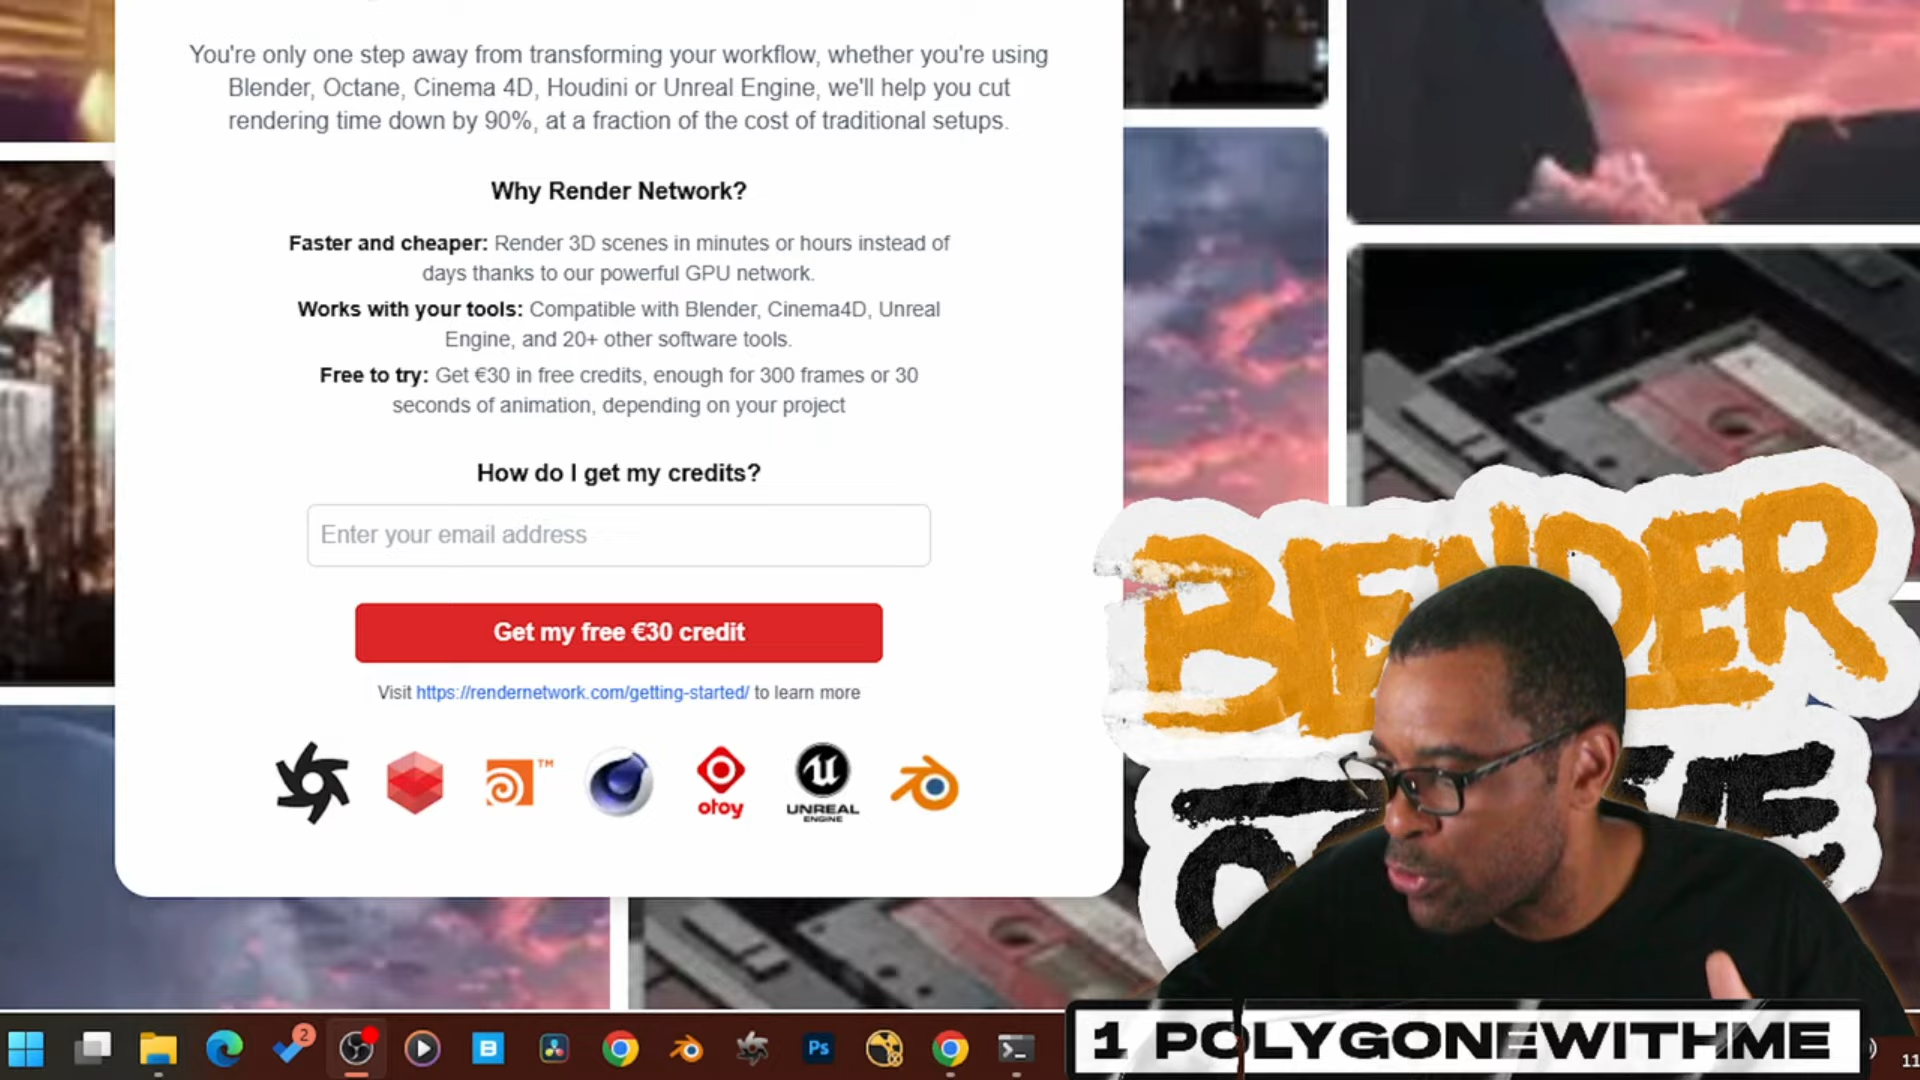 You're only one step away from transforming your workflow, whether you're using
Blender, Octane, Cinema 4D, Houdini or Unreal Engine, we'll help you cut
rendering time down by 90%, at a fraction of the cost of traditional setups.
Why Render Network?
Faster and cheaper: Render 3D scenes in minutes or hours instead of
days thanks to our powerful GPU network.
Works with your tools: Compatible with Blender, Cinema4D, Unreal
Engine, and 20+ other software tools.
Free to try: Get €30 in free credits, enough for 300 frames or 30
seconds of animation, depending on your project
How do I get my credits?
Enter your email address
Get my free €30 credit
Visit https://rendernetwork.com/getting-started/ to learn more
TM
otoy
UNREAL
ENGINE
BLENDER
2
B
Ps
1 POLYGONEWITHME
11